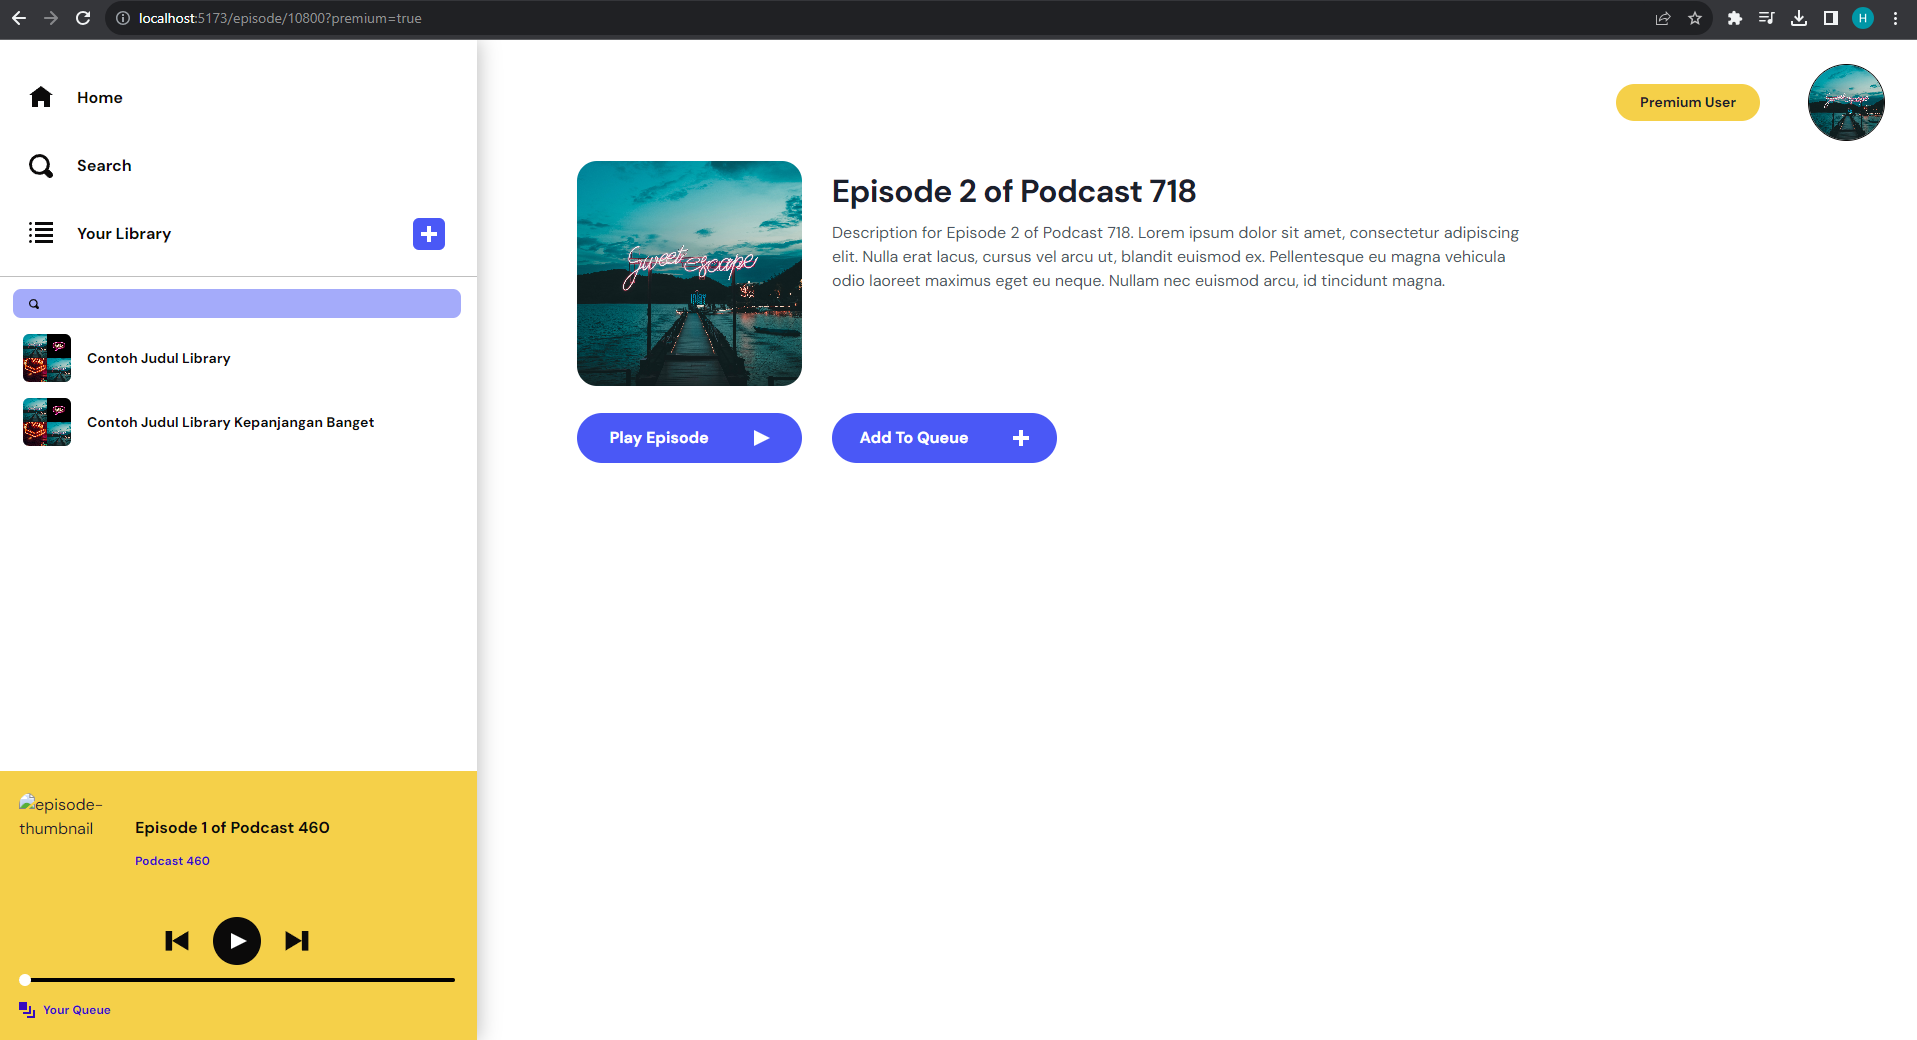 localhost:5173/episode/10800?premium=true
H
Home
Search
Your Library
Contoh Judul Library
Contoh Judul Library Kepanjangan Banget
Premium User
Sweet escape
Episode 2 of Podcast 718
Description for Episode 2 of Podcast 718. Lorem ipsum dolor sit amet, consectetur adipiscing
elit. Nulla erat lacus, cursus vel arcu ut, blandit euismod ex. Pellentesque eu magna vehicula
odio laoreet maximus eget eu neque. Nullam nec euismod arcu, id tincidunt magna.
Play Episode
Add To Queue
episode-
thumbnail
Episode 1 of Podcast 460
Podcast 460
Your Queue